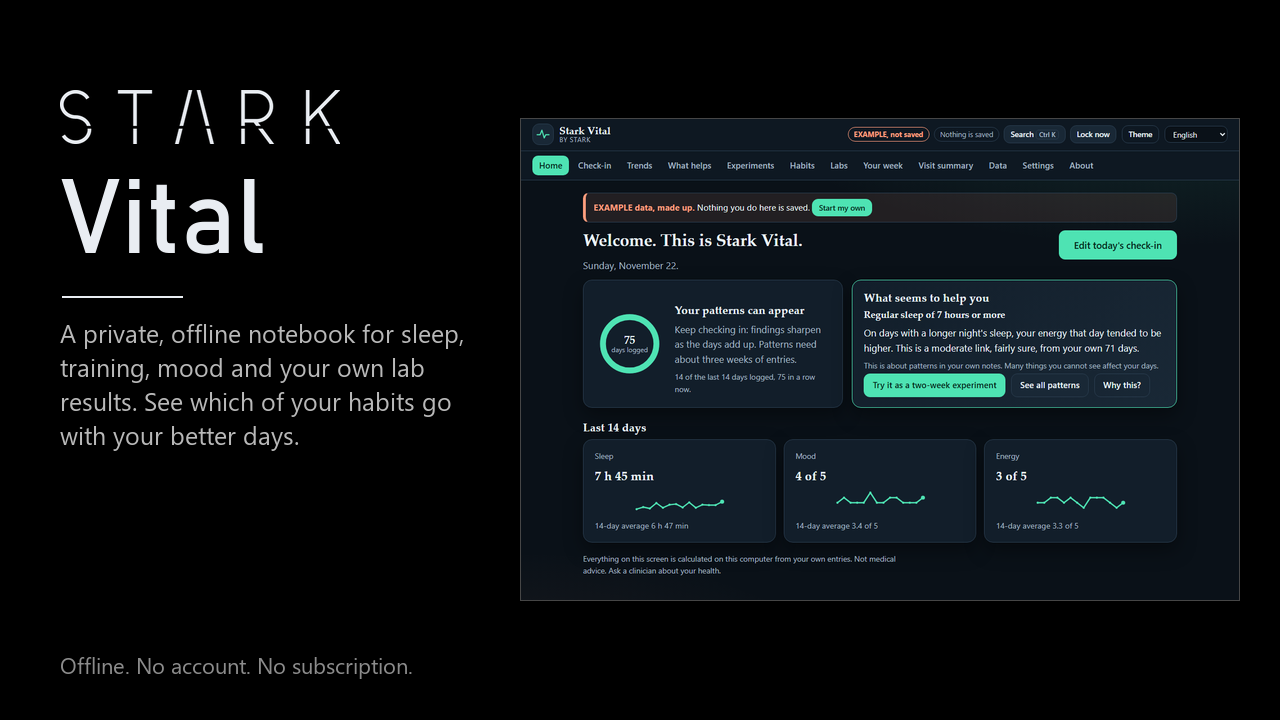 STARK
Vital
A private, offline notebook for sleep,
training, mood and your own lab
results. See which of your habits go
with your better days.
Offline. No account. No subscription.
Stark Vital
BY STARK
EXAMPLE, not saved
Nothing is saved
Search Ctrl K
Lock now
Theme
English
Home
Check-in
Trends
What helps
Experiments
Habits
Labs
Your week
Visit summary
Data
Settings
About
EXAMPLE data, made up. Nothing you do here is saved. Start my own
Welcome. This is Stark Vital.
Edit today's check-in
Sunday, November 22.
75
days logged
Your patterns can appear
Keep checking in: findings sharpen
as the days add up. Patterns need
about three weeks of entries.
14 of the last 14 days logged, 75 in a row
now.
What seems to help you
Regular sleep of 7 hours or more
On days with a longer night's sleep, your energy that day tended to be
higher. This is a moderate link, fairly sure, from your own 71 days.
This is about patterns in your own notes. Many things you cannot see affect your days.
Try it as a two-week experiment
See all patterns
Why this?
Last 14 days
Sleep
7 h 45 min
14-day average 6 h 47 min
Mood
4 of 5
14-day average 3.4 of 5
Energy
3 of 5
14-day average 3.3 of 5
Everything on this screen is calculated on this computer from your own entries. Not medical
advice. Ask a clinician about your health.